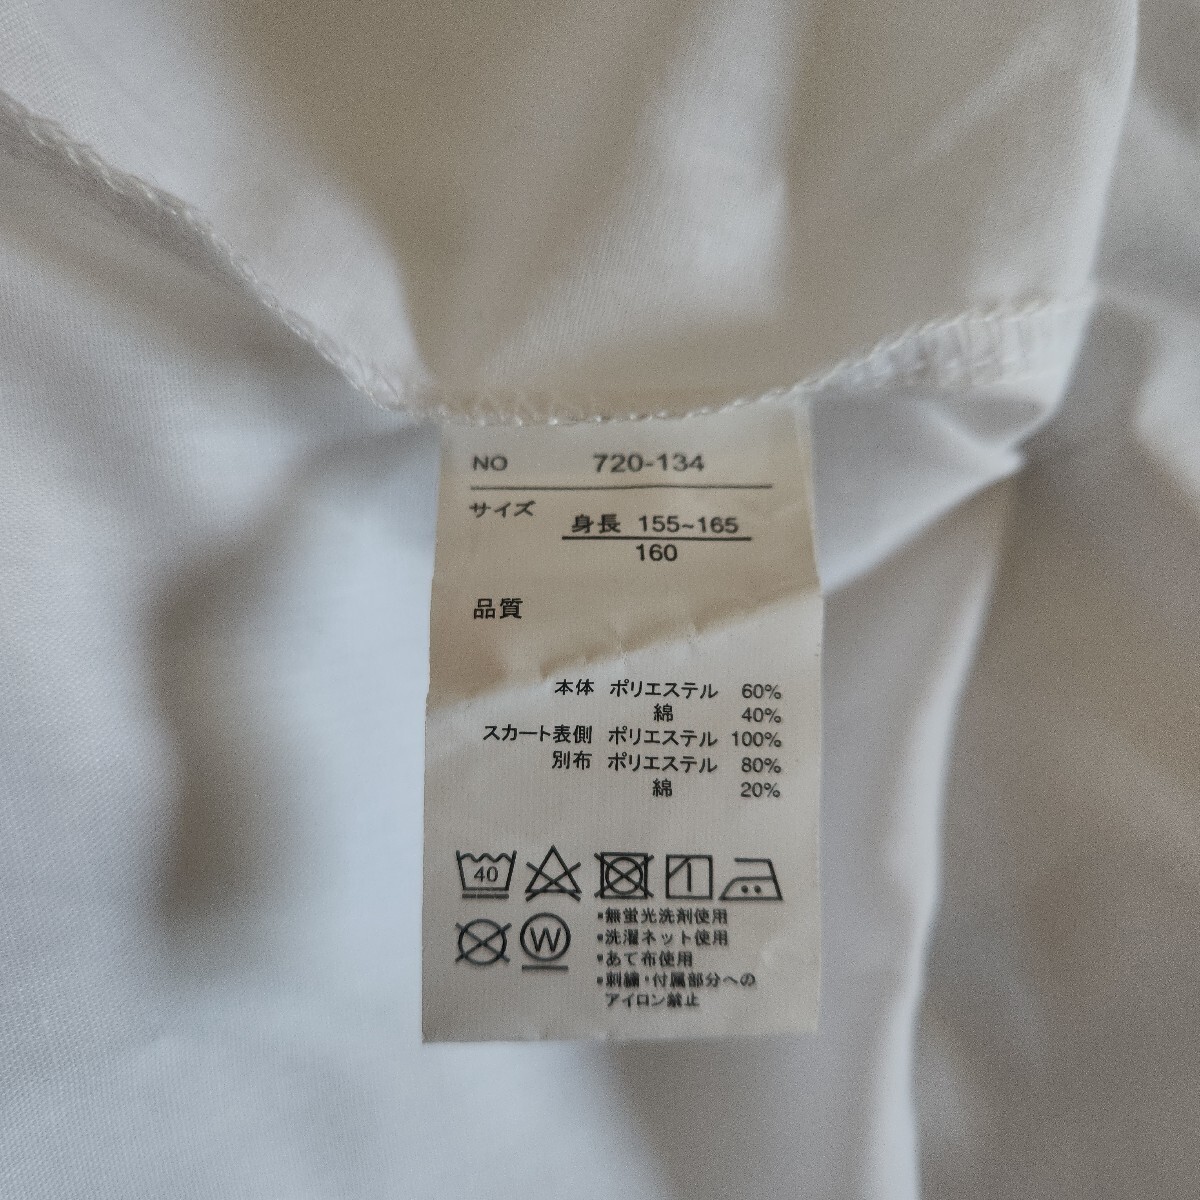 NO 720-134
サイズ 身長 155~165
160
品質
本体 ポリエステル 60%
綿 40%
スカート表側 ポリエステル 100%
別布 ポリエステル 80%
綿 20%
40
W
・無蛍光洗剤使用
・洗濯ネット使用
・あて布使用
・刺繍・付属部分への
アイロン禁止